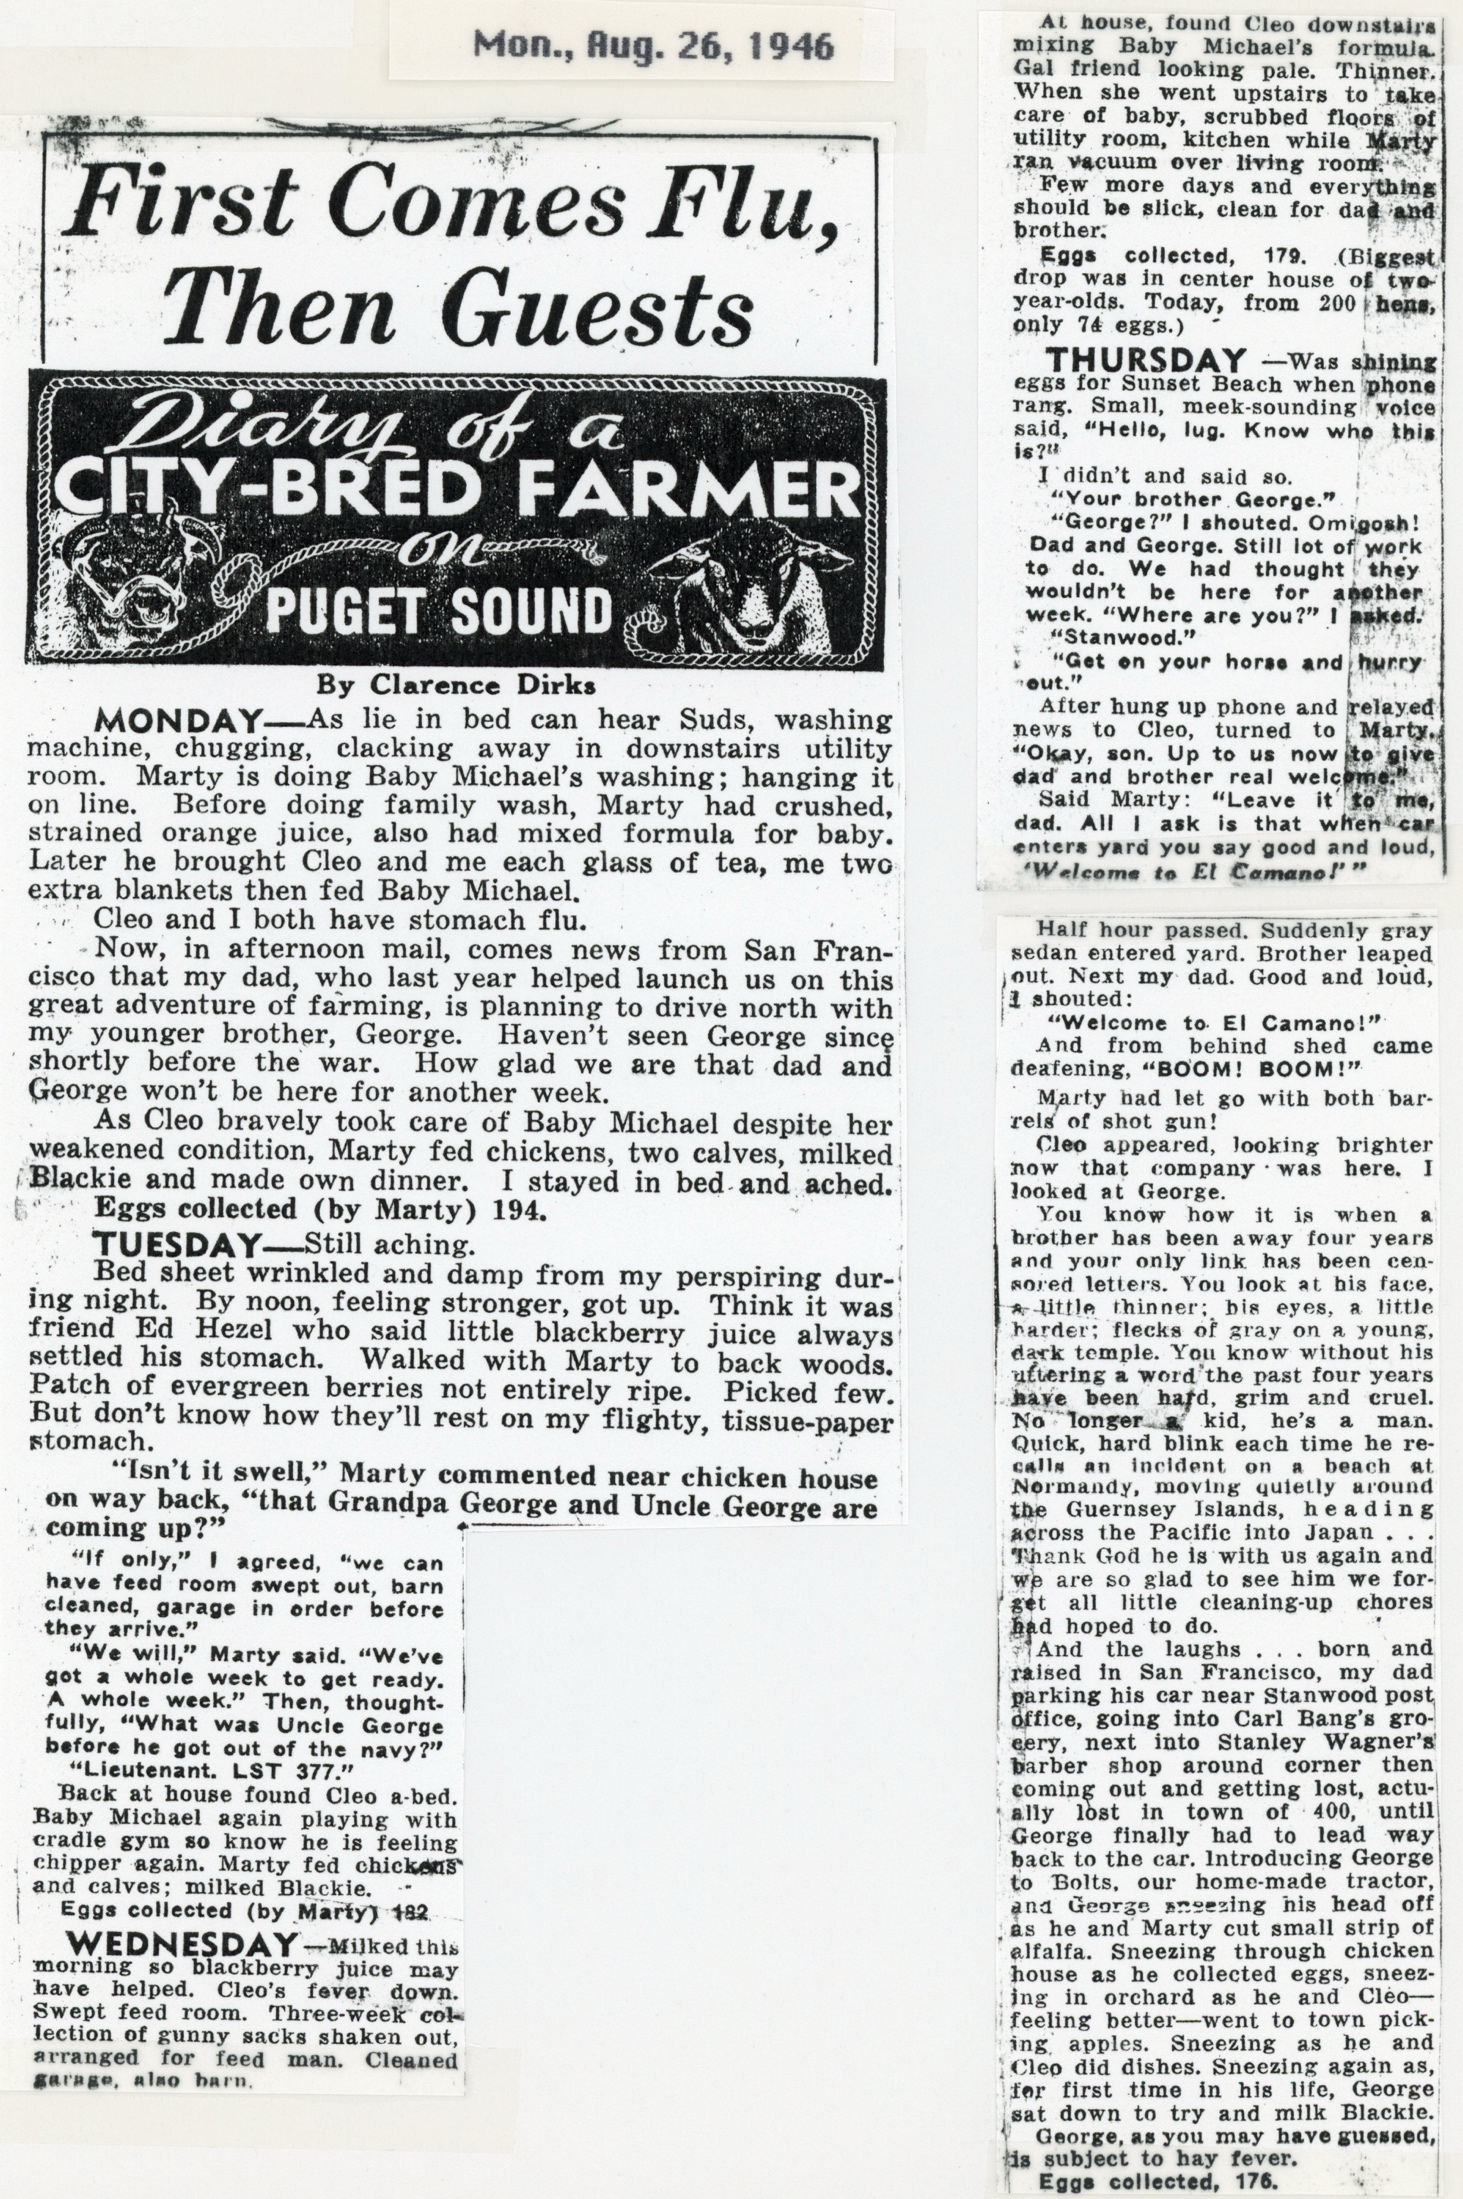 Mon., Aug. 26, 1946
First Comes Flu,
Then Guests
Diary of a
CITY-BRED FARMER
on
PUGET SOUND
By Clarence Dirks
MONDAY—As lie in bed can hear Suds, washing
machine, chugging, clacking away in downstairs utility
room. Marty is doing Baby Michael's washing; hanging it
on line. Before doing family wash, Marty had crushed,
strained orange juice, also had mixed formula for baby.
Later he brought Cleo and me each glass of tea, me two
extra blankets then fed Baby Michael.
Cleo and I both have stomach flu.
Now, in afternoon mail, comes news from San Fran-
cisco that my dad, who last year helped launch us on this
great adventure of farming, is planning to drive north with
my younger brother, George. Haven't seen George since
shortly before the war. How glad we are that dad and
George won't be here for another week.
As Cleo bravely took care of Baby Michael despite her
weakened condition, Marty fed chickens, two calves, milked
Blackie and made own dinner. I stayed in bed and ached.
Eggs collected (by Marty) 194.
TUESDAY—Still aching.
Bed sheet wrinkled and damp from my perspiring dur-
ing night. By noon, feeling stronger, got up. Think it was
friend Ed Hezel who said little blackberry juice always
settled his stomach. Walked with Marty to back woods.
Patch of evergreen berries not entirely ripe. Picked few.
But don't know how they'll rest on my flighty, tissue-paper
stomach.
"Isn't it swell," Marty commented near chicken house
on way back, "that Grandpa George and Uncle George are
coming up?"
"If only," I agreed, "we can
have feed room swept out, barn
cleaned, garage in order before
they arrive."
"We will," Marty said. "We've
got a whole week to get ready.
A whole week." Then, thought-
fully, "What was Uncle George
before he got out of the navy?"
"Lieutenant. LST 377."
Back at house found Cleo a-bed.
Baby Michael again playing with
cradle gym so know he is feeling
chipper again. Marty fed chickens
and calves; milked Blackie.
Eggs collected (by Marty) 182
WEDNESDAY—Milked this
morning so blackberry juice may
have helped. Cleo's fever down.
Swept feed room. Three-week col-
lection of gunny sacks shaken out,
arranged for feed man. Cleaned
garage, also barn.
At house, found Cleo downstairs
mixing Baby Michael's formula.
Gal friend looking pale. Thinner.
When she went upstairs to take
care of baby, scrubbed floors of
utility room, kitchen while Marty
ran vacuum over living room.
Few more days and everything
should be slick, clean for dad and
brother.
Eggs collected, 179. (Biggest
drop was in center house of two-
year-olds. Today, from 200 hens,
only 74 eggs.)
THURSDAY—Was shining
eggs for Sunset Beach when phone
rang. Small, meek-sounding voice
said, "Hello, lug. Know who this
is?"
I didn't and said so.
"Your brother George."
"George?" I shouted. Omigosh!
Dad and George. Still lot of work
to do. We had thought they
wouldn't be here for another
week. "Where are you?" I asked.
"Stanwood."
"Get on your horse and hurry
out."
After hung up phone and relayed
news to Cleo, turned to Marty.
"Okay, son. Up to us now to give
dad and brother real welcome."
Said Marty: "Leave it to me,
dad. All I ask is that when car
enters yard you say good and loud,
'Welcome to El Camano!'"
Half hour passed. Suddenly gray
sedan entered yard. Brother leaped
out. Next my dad. Good and loud,
I shouted:
"Welcome to El Camano!"
And from behind shed came
deafening, "BOOM! BOOM!"
Marty had let go with both bar-
rels of shot gun!
Cleo appeared, looking brighter
now that company was here. I
looked at George.
You know how it is when a
brother has been away four years
and your only link has been cen-
sored letters. You look at his face,
a little thinner; his eyes, a little
harder; flecks of gray on a young,
dark temple. You know without his
uttering a word the past four years
have been hard, grim and cruel.
No longer a kid, he's a man.
Quick, hard blink each time he re-
calls an incident on a beach at
Normandy, moving quietly around
the Guernsey Islands, heading
across the Pacific into Japan . . .
Thank God he is with us again and
we are so glad to see him we for-
get all little cleaning-up chores
had hoped to do.
And the laughs . . . born and
raised in San Francisco, my dad
parking his car near Stanwood post
office, going into Carl Bang's gro-
cery, next into Stanley Wagner's
barber shop around corner then
coming out and getting lost, actu-
ally lost in town of 400, until
George finally had to lead way
back to the car. Introducing George
to Bolts, our home-made tractor,
and George sneezing his head off
as he and Marty cut small strip of
alfalfa. Sneezing through chicken
house as he collected eggs, sneez-
ing in orchard as he and Cleo—
feeling better—went to town pick-
ing apples. Sneezing as he and
Cleo did dishes. Sneezing again as,
for first time in his life, George
sat down to try and milk Blackie.
George, as you may have guessed,
is subject to hay fever.
Eggs collected, 176.